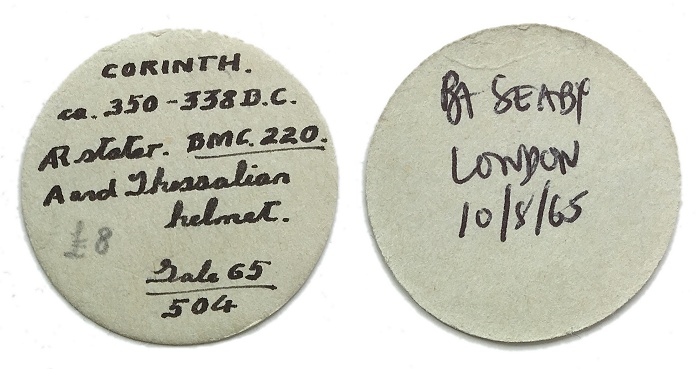 CORINTH.
ca. 350-338 B.C.
AR stater. BMC. 220.
A and Thessalian
helmet.
£8
Gale 65
504
BA SEABY
LONDON
10/8/65